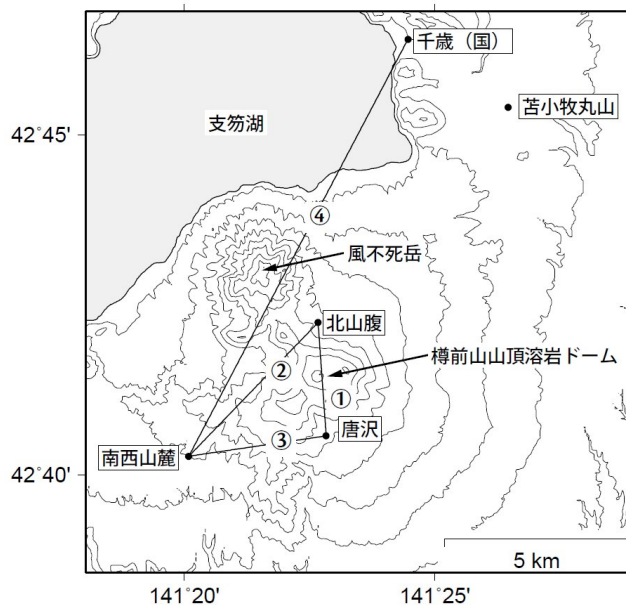 千歳（国）
苫小牧丸山
42°45'
支笏湖
④
風不死岳
北山腹
樽前山山頂溶岩ドーム
②
①
③
唐沢
南西山麓
42°40'
5 km
141°20'
141°25'